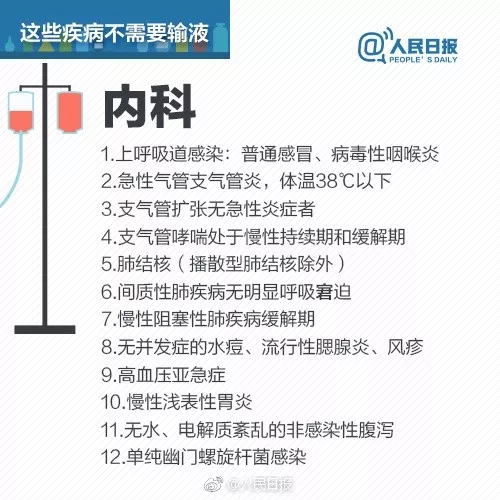 这些疾病不需要输液
@人民日报
PEOPLE'S DAILY
内科
1.上呼吸道感染：普通感冒、病毒性咽喉炎
2.急性气管支气管炎，体温38℃以下
3.支气管扩张无急性炎症者
4.支气管哮喘处于慢性持续期和缓解期
5.肺结核（播散型肺结核除外）
6.间质性肺疾病无明显呼吸窘迫
7.慢性阻塞性肺疾病缓解期
8.无并发症的水痘、流行性腮腺炎、风疹
9.高血压亚急症
10.慢性浅表性胃炎
11.无水、电解质紊乱的非感染性腹泻
12.单纯幽门螺旋杆菌感染
@人民日报